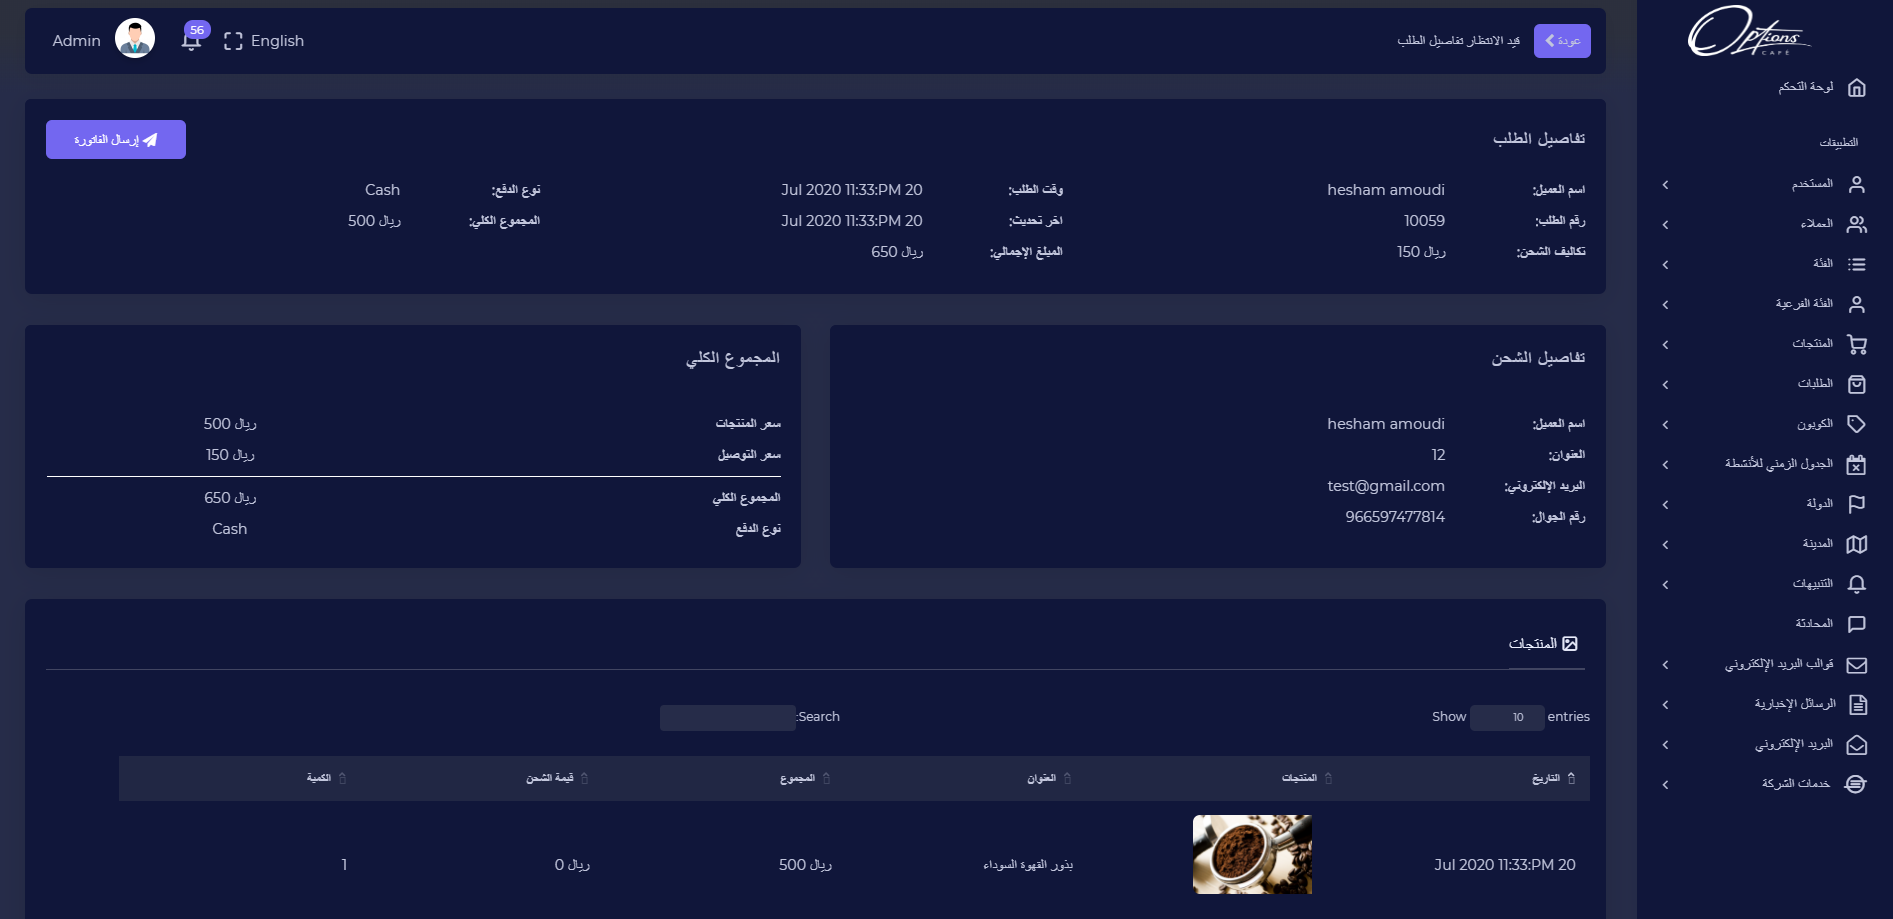 Options
CAFÉ
لوحة التحكم
التطبيقات
المستخدم
العملاء
الفئة
الفئة الفرعية
المنتجات
الطلبات
الكوبون
الجدول الزمني للأنشطة
الدولة
المدينة
التنبيهات
المحادثة
قوالب البريد الإلكتروني
الرسائل الإخبارية
البريد الإلكتروني
خدمات الشركة
عودة قيد الانتظار تفاصيل الطلب English 56 Admin
تفاصيل الطلب إرسال الفاتورة
اسم العميل: hesham amoudi وقت الطلب: Jul 2020 11:33:PM 20 نوع الدفع: Cash
رقم الطلب: 10059 اخر تحديث: Jul 2020 11:33:PM 20 المجموع الكلي: 500 ريال
تكاليف الشحن: 150 ريال المبلغ الإجمالي: 650 ريال
تفاصيل الشحن
اسم العميل: hesham amoudi
العنوان: 12
البريد الإلكتروني: test@gmail.com
رقم الجوال: 966597477814
المجموع الكلي
سعر المنتجات 500 ريال
سعر التوصيل 150 ريال
المجموع الكلي 650 ريال
نوع الدفع Cash
المنتجات
Show 10 entries :Search
التاريخ المنتجات العنوان المجموع قيمة الشحن الكمية
Jul 2020 11:33:PM 20 بذور القهوة السوداء 500 ريال 0 ريال 1